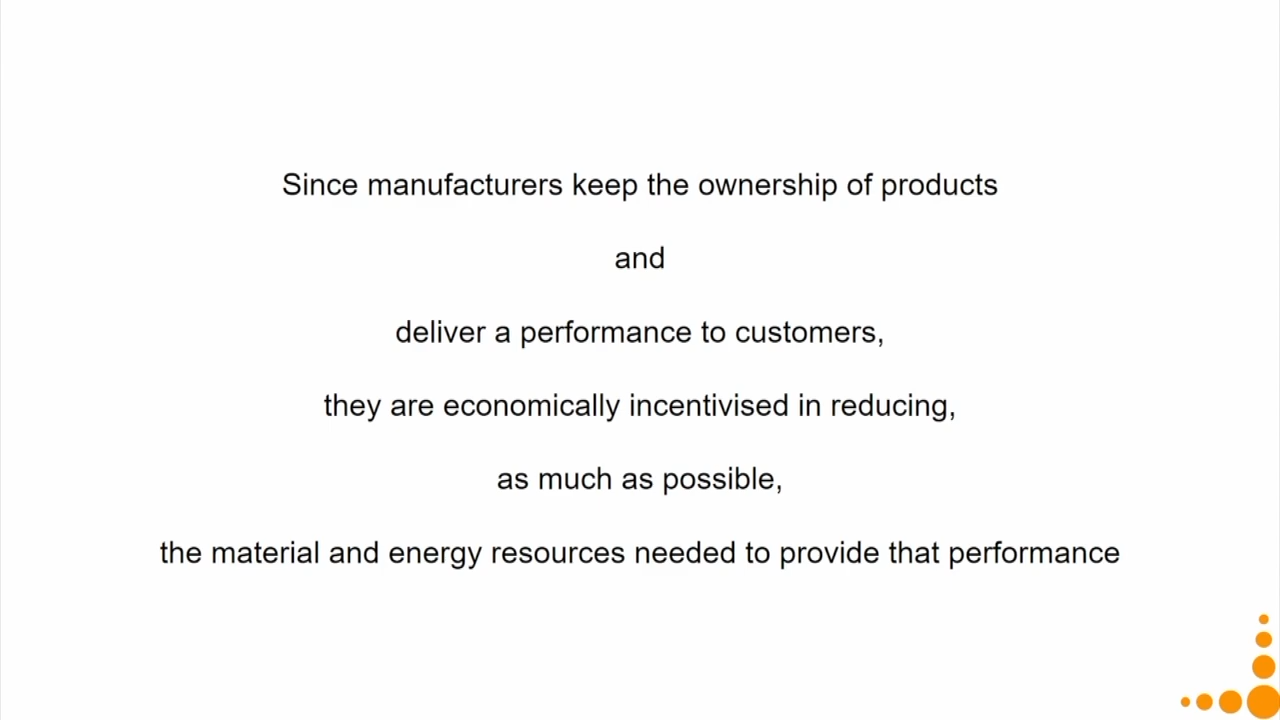 Since manufacturers keep the ownership of products
and
deliver a performance to customers,
they are economically incentivised in reducing,
as much as possible,
the material and energy resources needed to provide that performance